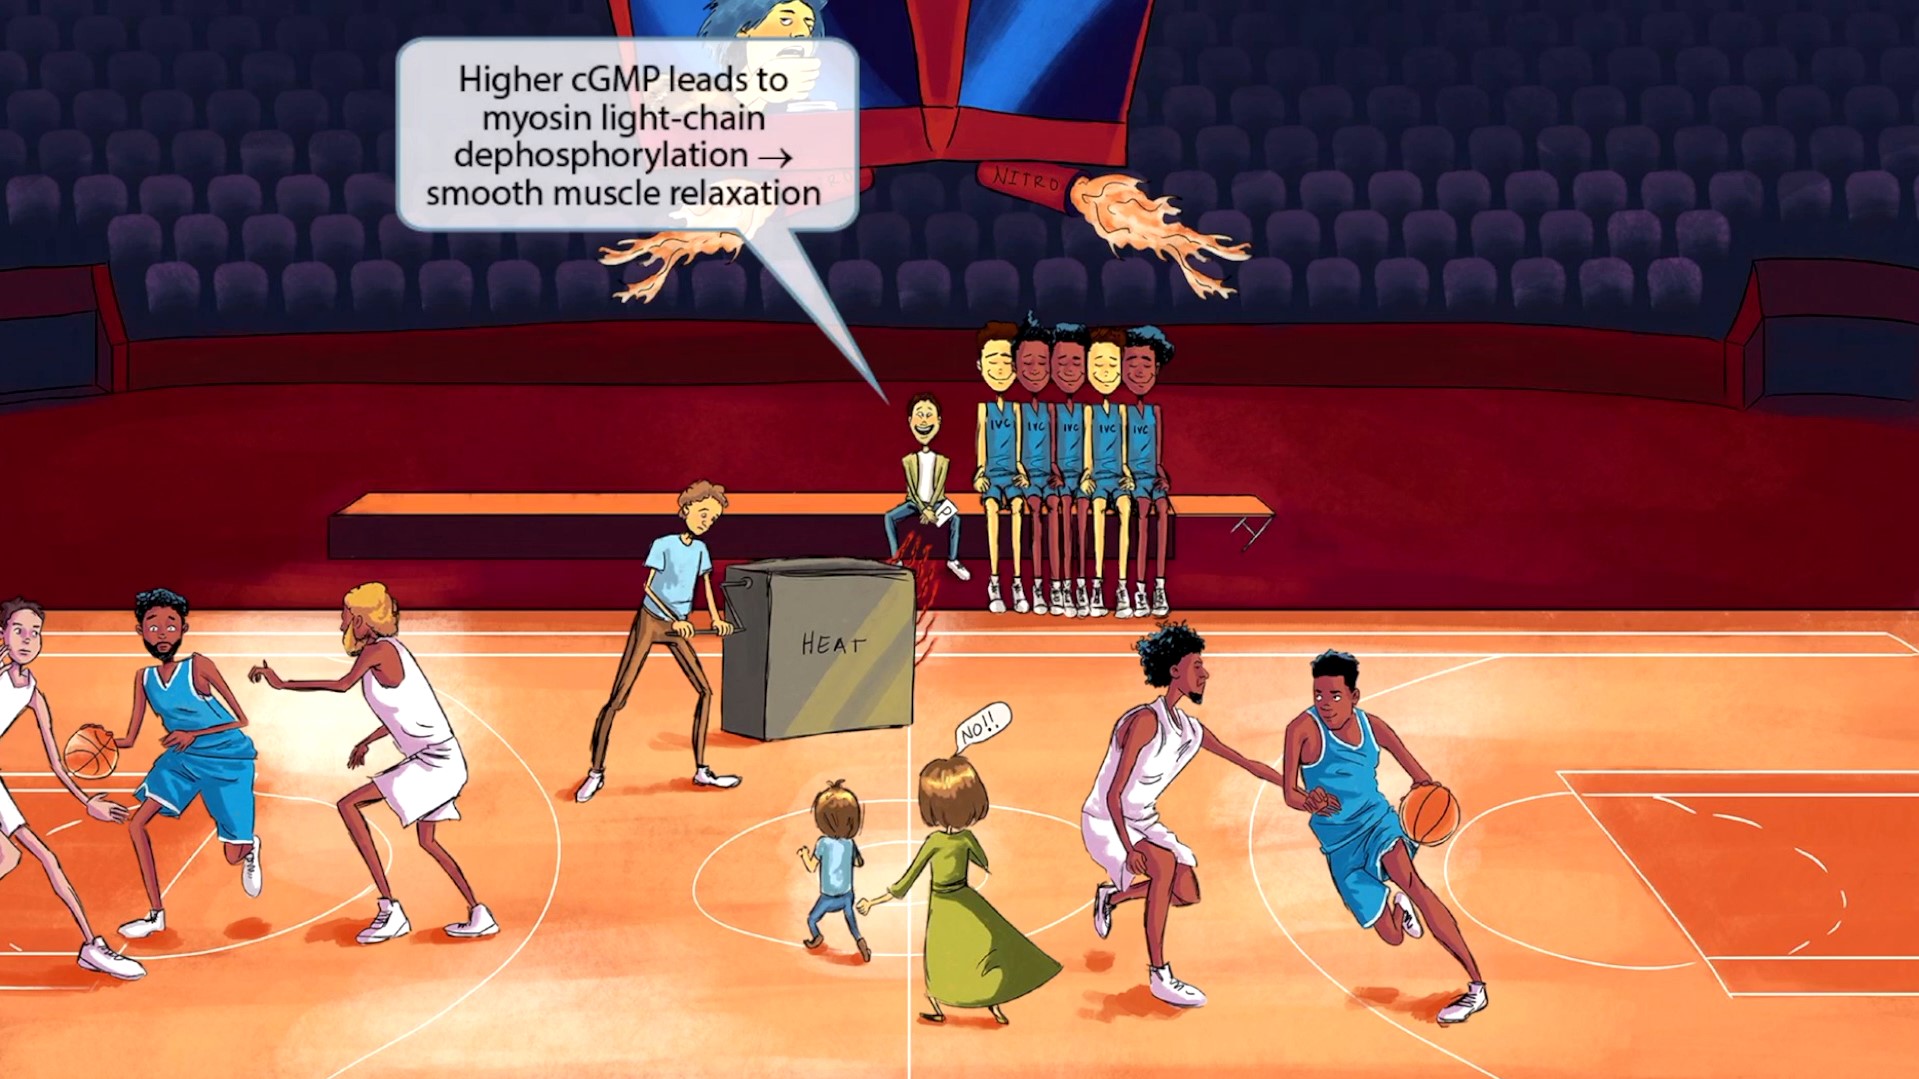 Higher cGMP leads to
myosin light-chain
dephosphorylation →
smooth muscle relaxation
NITRO
IVC IVC IVC IVC IVC
P
HEAT
NO!!